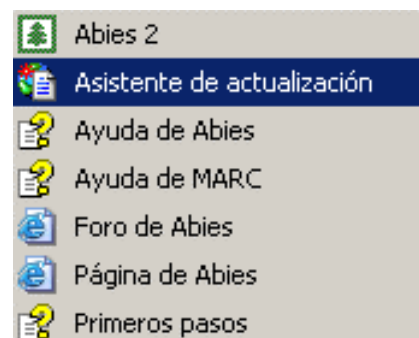 Abies 2
Asistente de actualización
Ayuda de Abies
Ayuda de MARC
Foro de Abies
Página de Abies
Primeros pasos